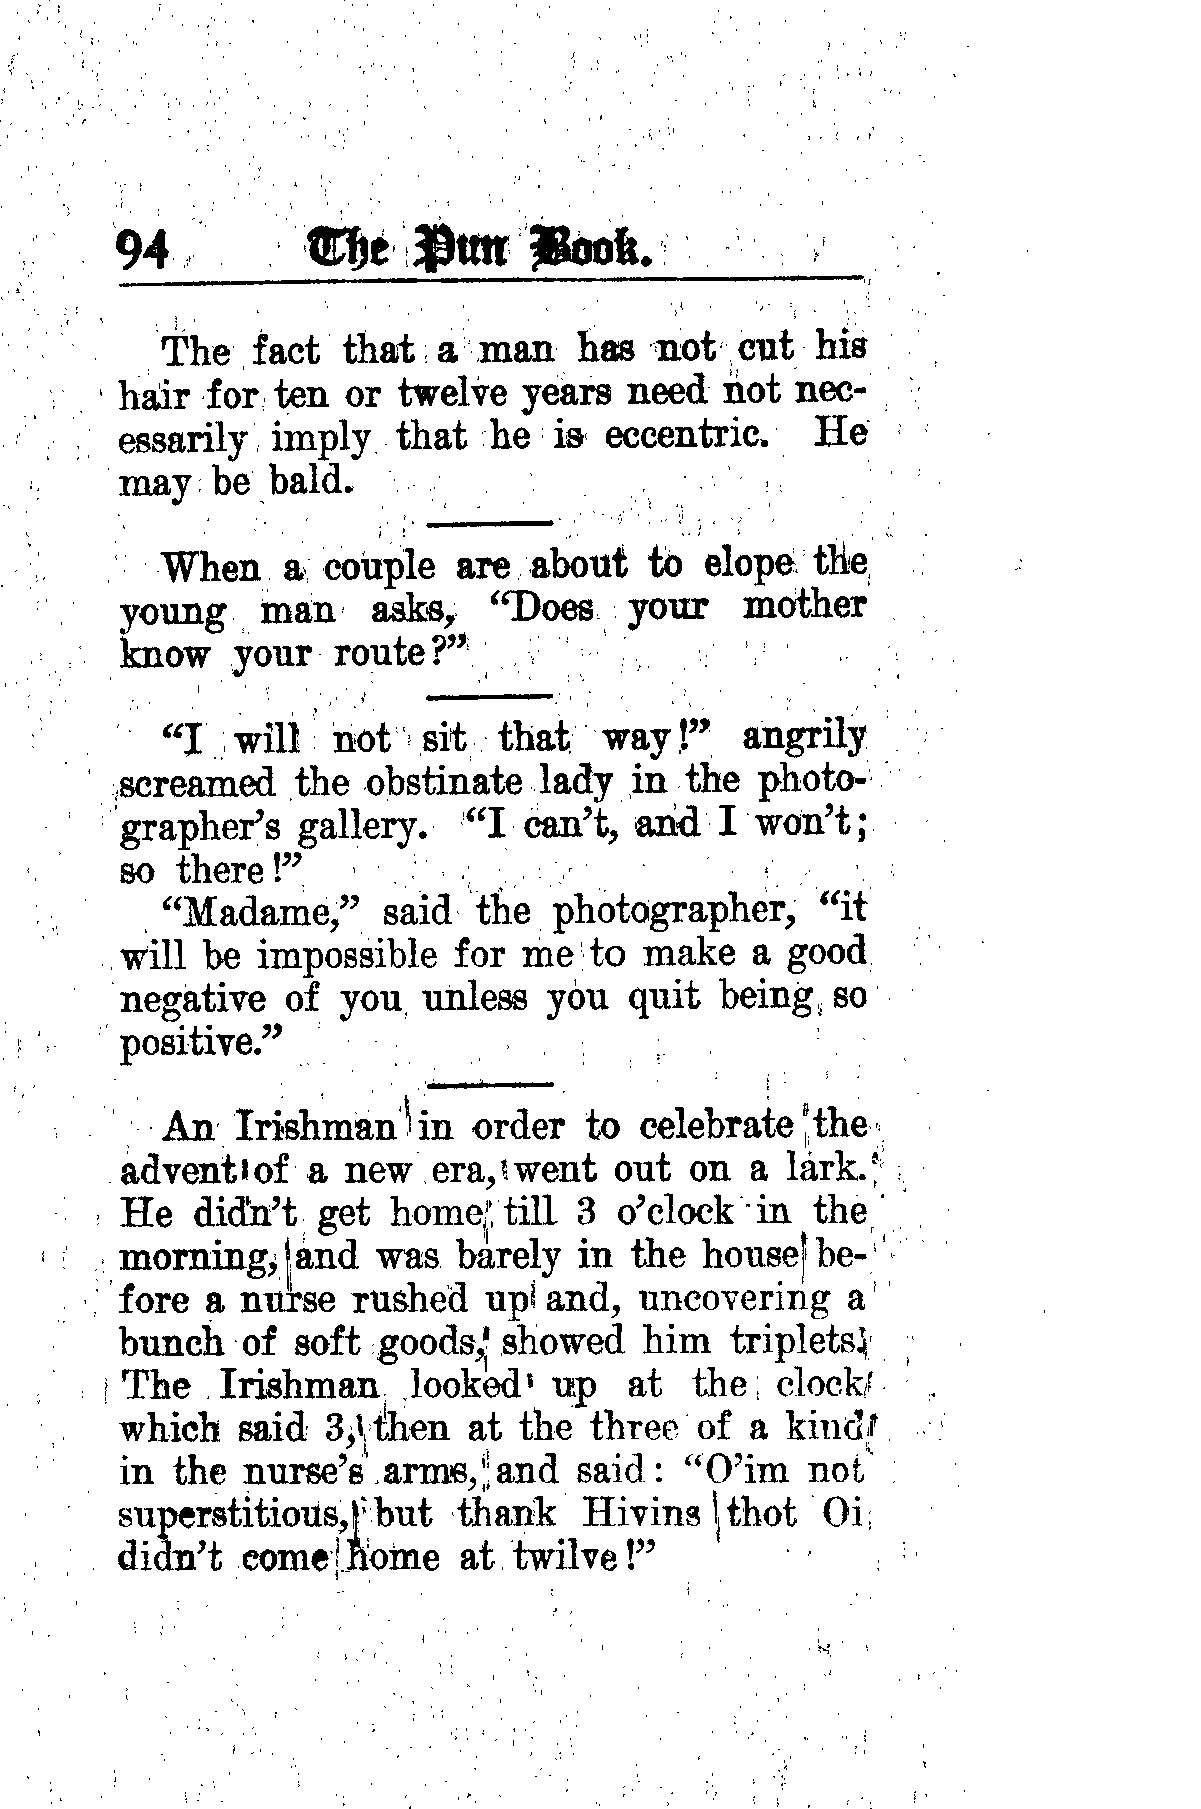 94 The Pun Book.
The fact that a man has not cut his
hair for ten or twelve years need not nec-
essarily imply that he is eccentric. He
may be bald.
When a couple are about to elope the
young man asks, “Does your mother
know your route?”
“I will not sit that way!” angrily
screamed the obstinate lady in the photo-
grapher’s gallery. “I can’t, and I won’t;
so there!”
“Madame,” said the photographer, “it
will be impossible for me to make a good
negative of you unless you quit being so
positive.”
An Irishman in order to celebrate the
advent of a new era, went out on a lark.
He didn’t get home till 3 o’clock in the
morning, and was barely in the house be-
fore a nurse rushed up and, uncovering a
bunch of soft goods, showed him triplets.
The Irishman looked up at the clock
which said 3, then at the three of a kind
in the nurse’s arms, and said: “O’im not
superstitious, but thank Hivins thot Oi
didn’t come home at twilve!”